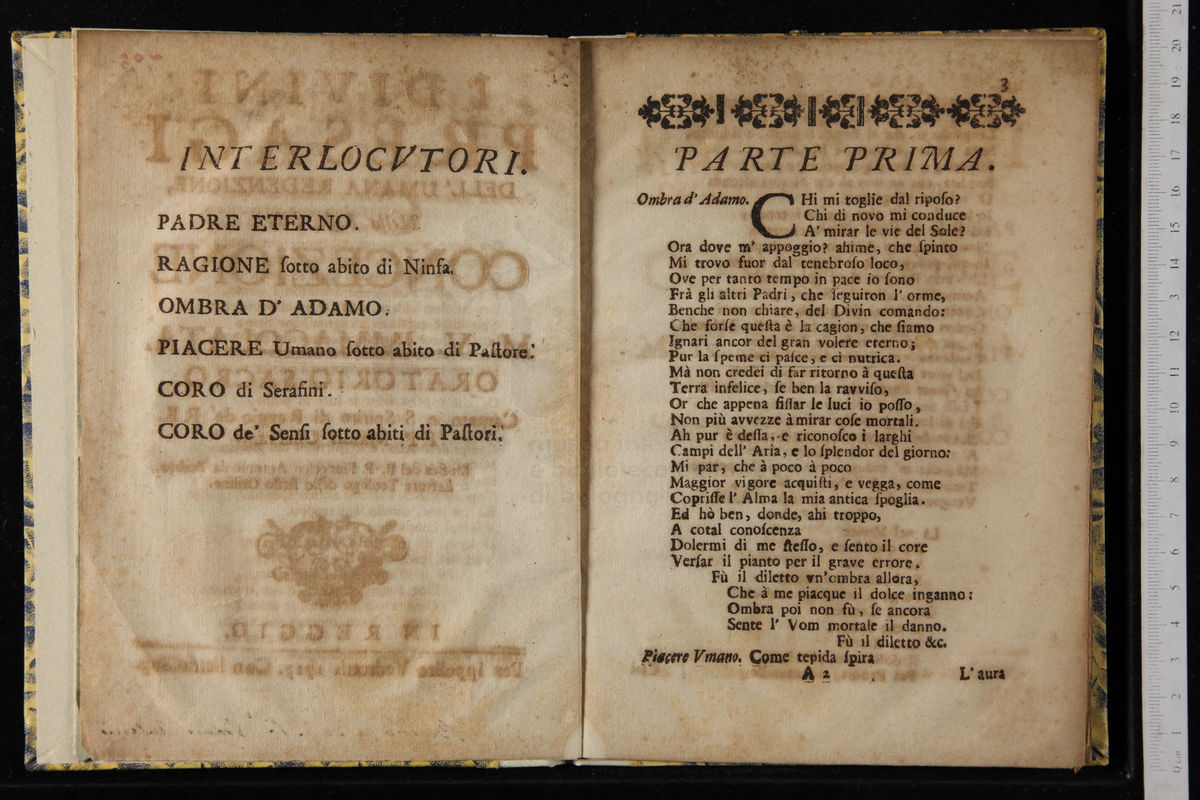 INTERLOCVTORI.
PADRE ETERNO.
RAGIONE ſotto abito di Ninfa.
OMBRA D' ADAMO.
PIACERE Umano ſotto abito di Paſtore.
CORO di Serafini.
CORO de' Senſi ſotto abiti di Paſtori.
3
PARTE PRIMA.
Ombra d' Adamo. CHi mi toglie dal ripoſo?
Chi di novo mi conduce
A' mirar le vie del Sole?
Ora dove m' appoggio? ahime, che ſpinto
Mi trovo fuor dal tenebroſo loco,
Ove per tanto tempo in pace io ſono
Frà gli altri Padri, che ſeguiron l' orme,
Benche non chiare, del Divin comando:
Che forſe queſta è la cagion, che ſiamo
Ignari ancor del gran volere eterno;
Pur la ſpeme ci paſce, e ci nutrica.
Mà non credei di far ritorno à queſta
Terra infelice, ſe ben la ravviſo,
Or che appena fiſſar le luci io poſſo,
Non più avvezze à mirar coſe mortali.
Ah pur è deſſa, e riconoſco i larghi
Campi dell' Aria, e lo ſplendor del giorno:
Mi par, che à poco à poco
Maggior vigore acquiſti, e vegga, come
Copriſſe l' Alma la mia antica ſpoglia.
Ed hò ben, donde, ahi troppo,
A cotal conoſcenza
Dolermi di me ſteſſo, e ſento il core
Verſar il pianto per il grave errore.
Fù il diletto vn'ombra allora,
Che à me piacque il dolce inganno:
Ombra poi non fù, ſe ancora
Sente l' Vom mortale il danno.
Fù il diletto &c.
Piacere Vmano. Come tepida ſpira
A 2 L' aura